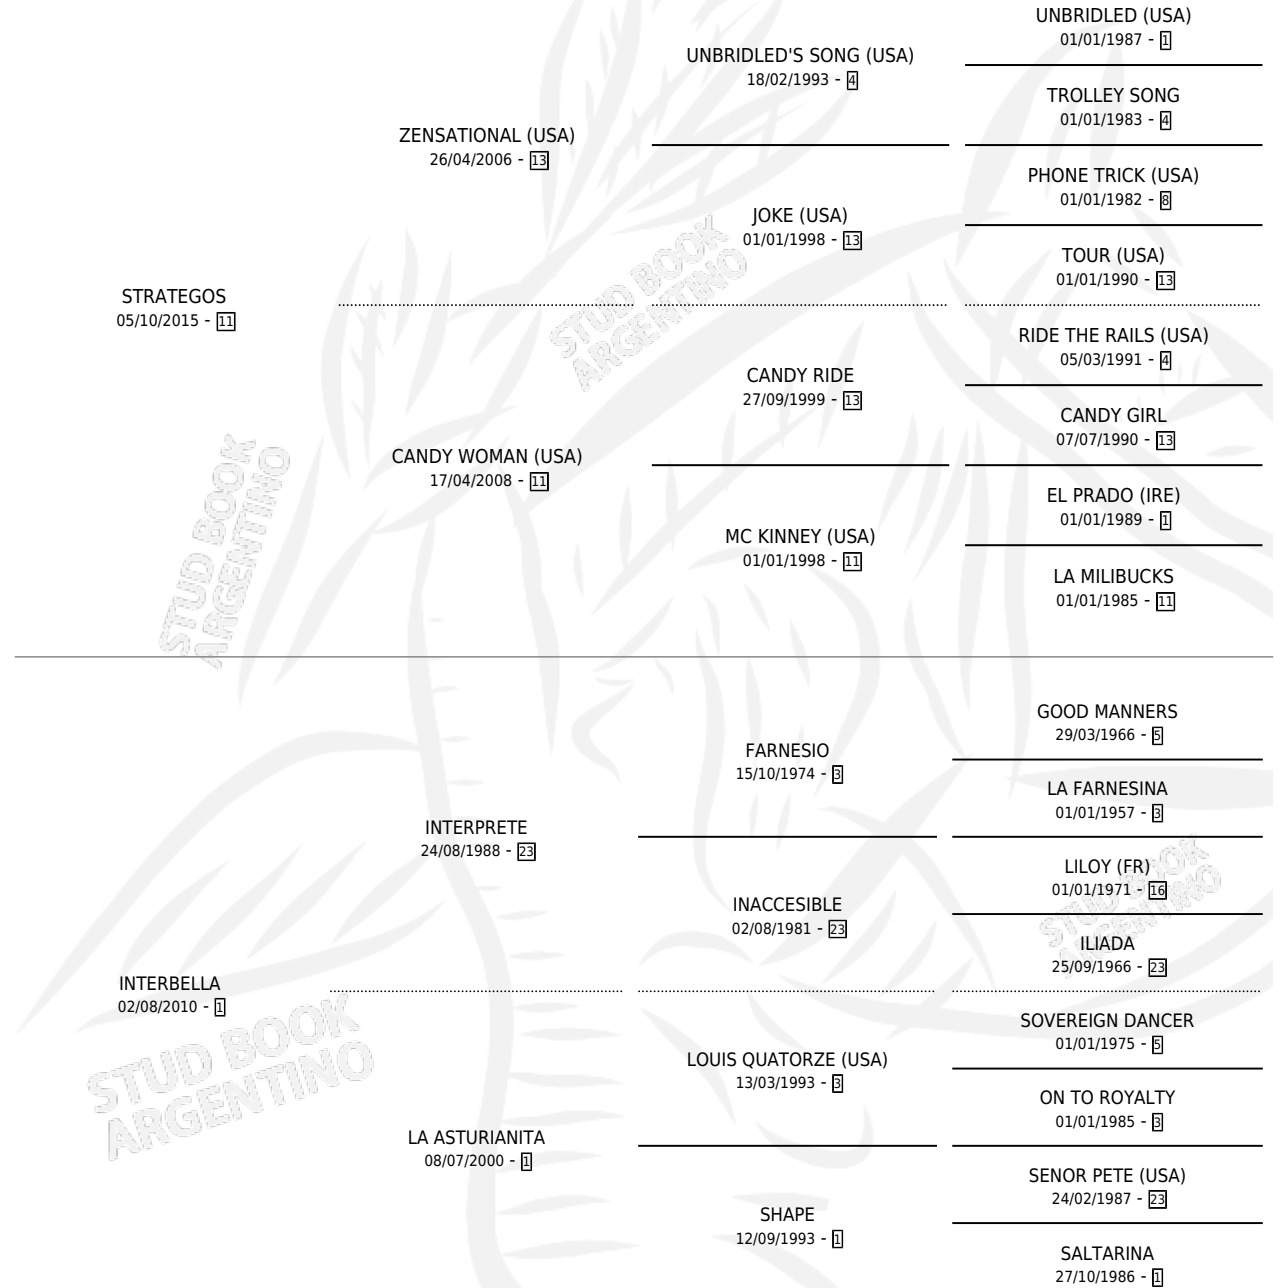 UNBRIDLED (USA)
01/01/1987 - 1
UNBRIDLED'S SONG (USA)
18/02/1993 - 4
TROLLEY SONG
01/01/1983 - 4
ZENSATIONAL (USA)
26/04/2006 - 13
PHONE TRICK (USA)
01/01/1982 - 8
JOKE (USA)
01/01/1998 - 13
TOUR (USA)
01/01/1990 - 13
STRATEGOS
05/10/2015 - 11
STUD BOOK
ARGENTINO
RIDE THE RAILS (USA)
05/03/1991 - 4
CANDY RIDE
27/09/1999 - 13
CANDY GIRL
07/07/1990 - 13
CANDY WOMAN (USA)
17/04/2008 - 11
EL PRADO (IRE)
01/01/1989 - 1
MC KINNEY (USA)
01/01/1998 - 11
LA MILIBUCKS
01/01/1985 - 11
STUD BOOK
ARGENTINO
GOOD MANNERS
29/03/1966 - 5
FARNESIO
15/10/1974 - 3
LA FARNESINA
01/01/1957 - 3
INTERPRETE
24/08/1988 - 23
LILOY (FR)
01/01/1971 - 16
INACCESIBLE
02/08/1981 - 23
ILIADA
25/09/1966 - 23
STUD BOOK
ARGENTINO
INTERBELLA
02/08/2010 - 1
SOVEREIGN DANCER
01/01/1975 - 5
LOUIS QUATORZE (USA)
13/03/1993 - 3
ON TO ROYALTY
01/01/1985 - 3
STUD BOOK
ARGENTINO
LA ASTURIANITA
08/07/2000 - 1
SENOR PETE (USA)
24/02/1987 - 23
SHAPE
12/09/1993 - 1
SALTARINA
27/10/1986 - 1